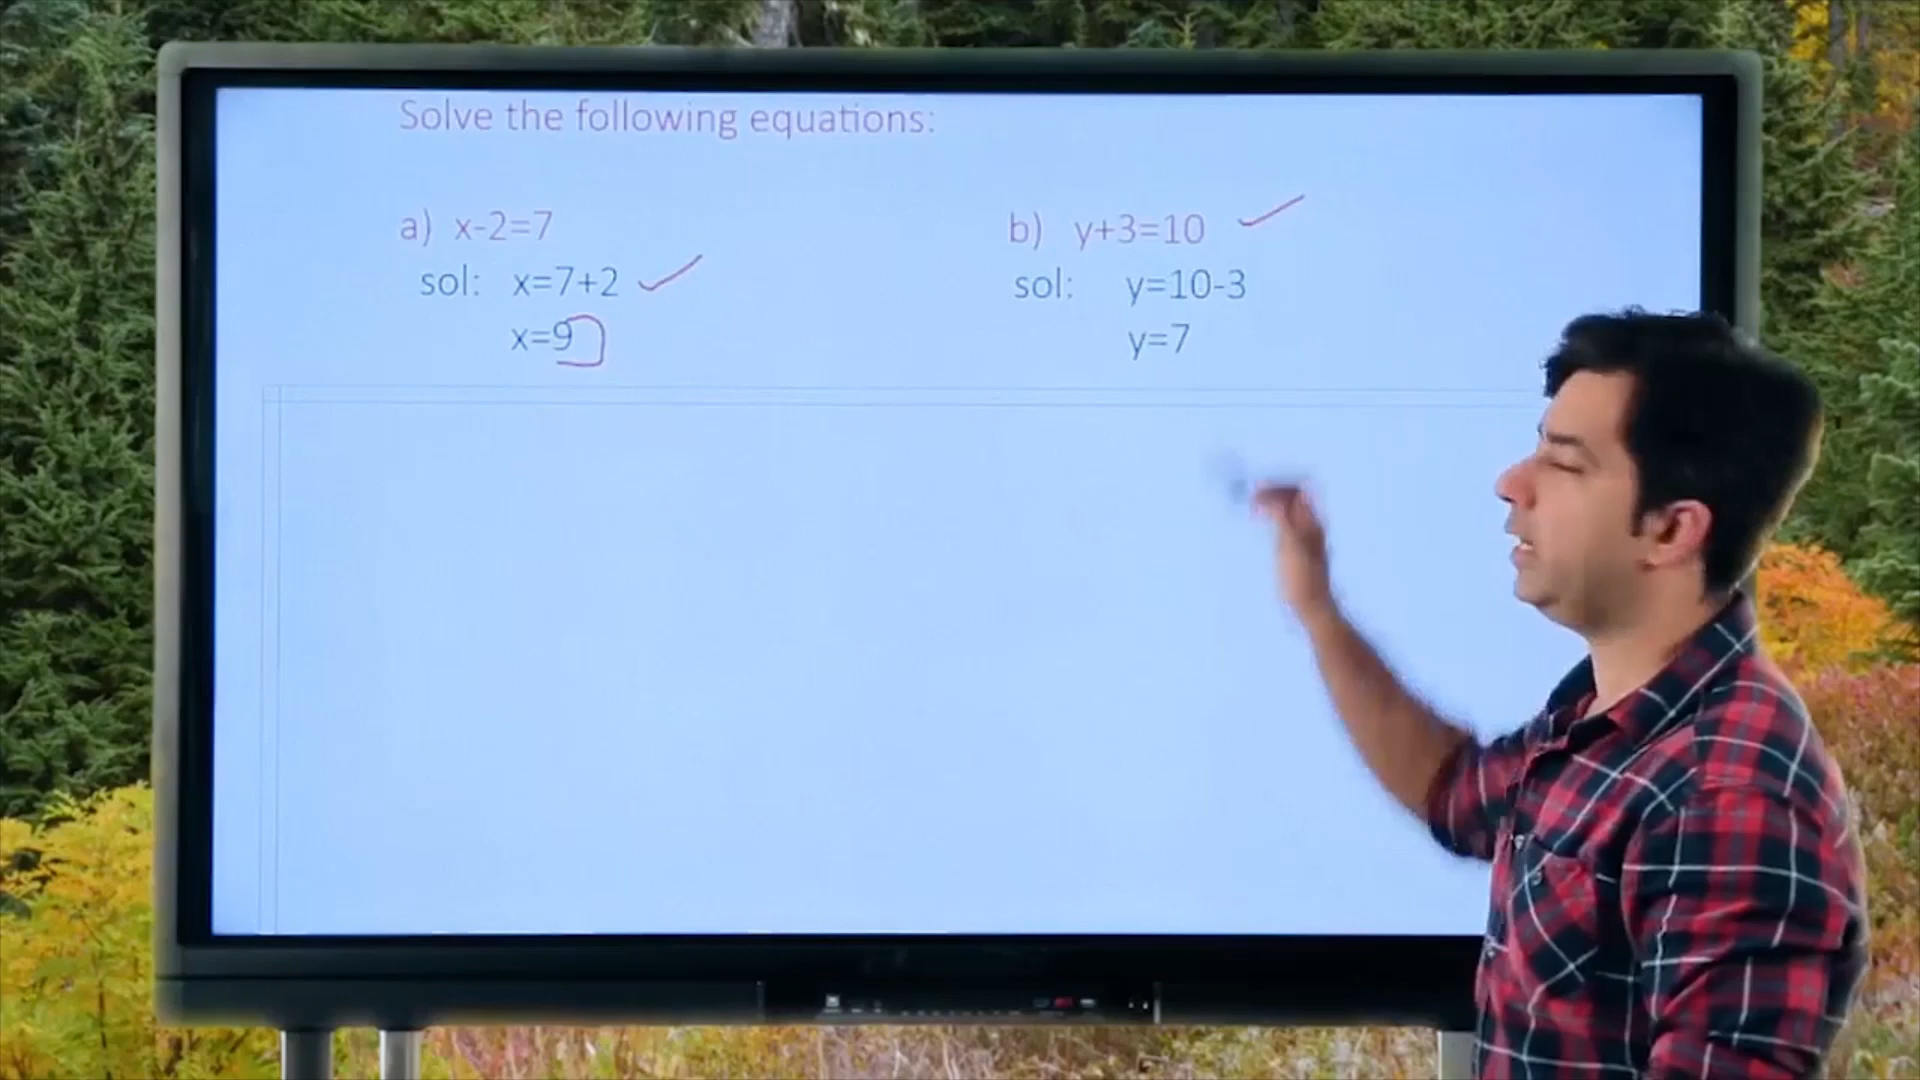 Solve the following equations:
a) x-2=7
sol: x=7+2
x=9
b) y+3=10
sol: y=10-3
y=7